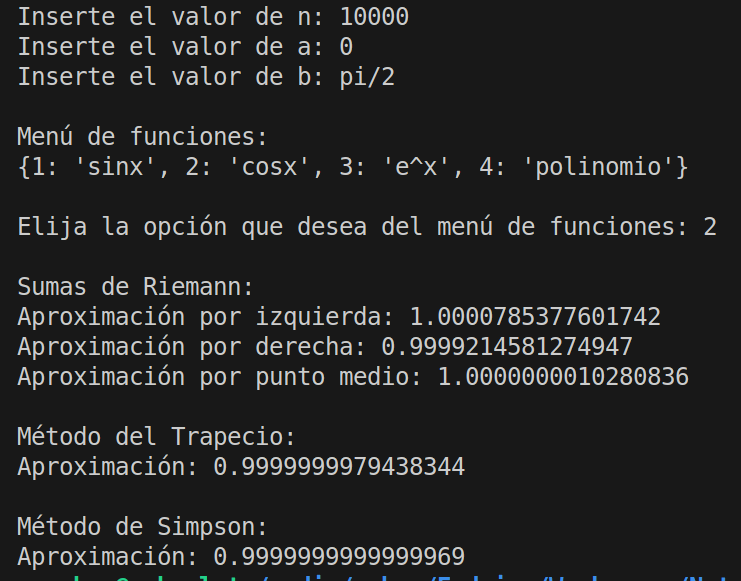 Inserte el valor de n: 10000
Inserte el valor de a: 0
Inserte el valor de b: pi/2
Menú de funciones:
{1: 'sinx', 2: 'cosx', 3: 'e^x', 4: 'polinomio'}
Elija la opción que desea del menú de funciones: 2
Sumas de Riemann:
Aproximación por izquierda: 1.0000785377601742
Aproximación por derecha: 0.9999214581274947
Aproximación por punto medio: 1.0000000010280836
Método del Trapecio:
Aproximación: 0.9999999979438344
Método de Simpson:
Aproximación: 0.9999999999999969